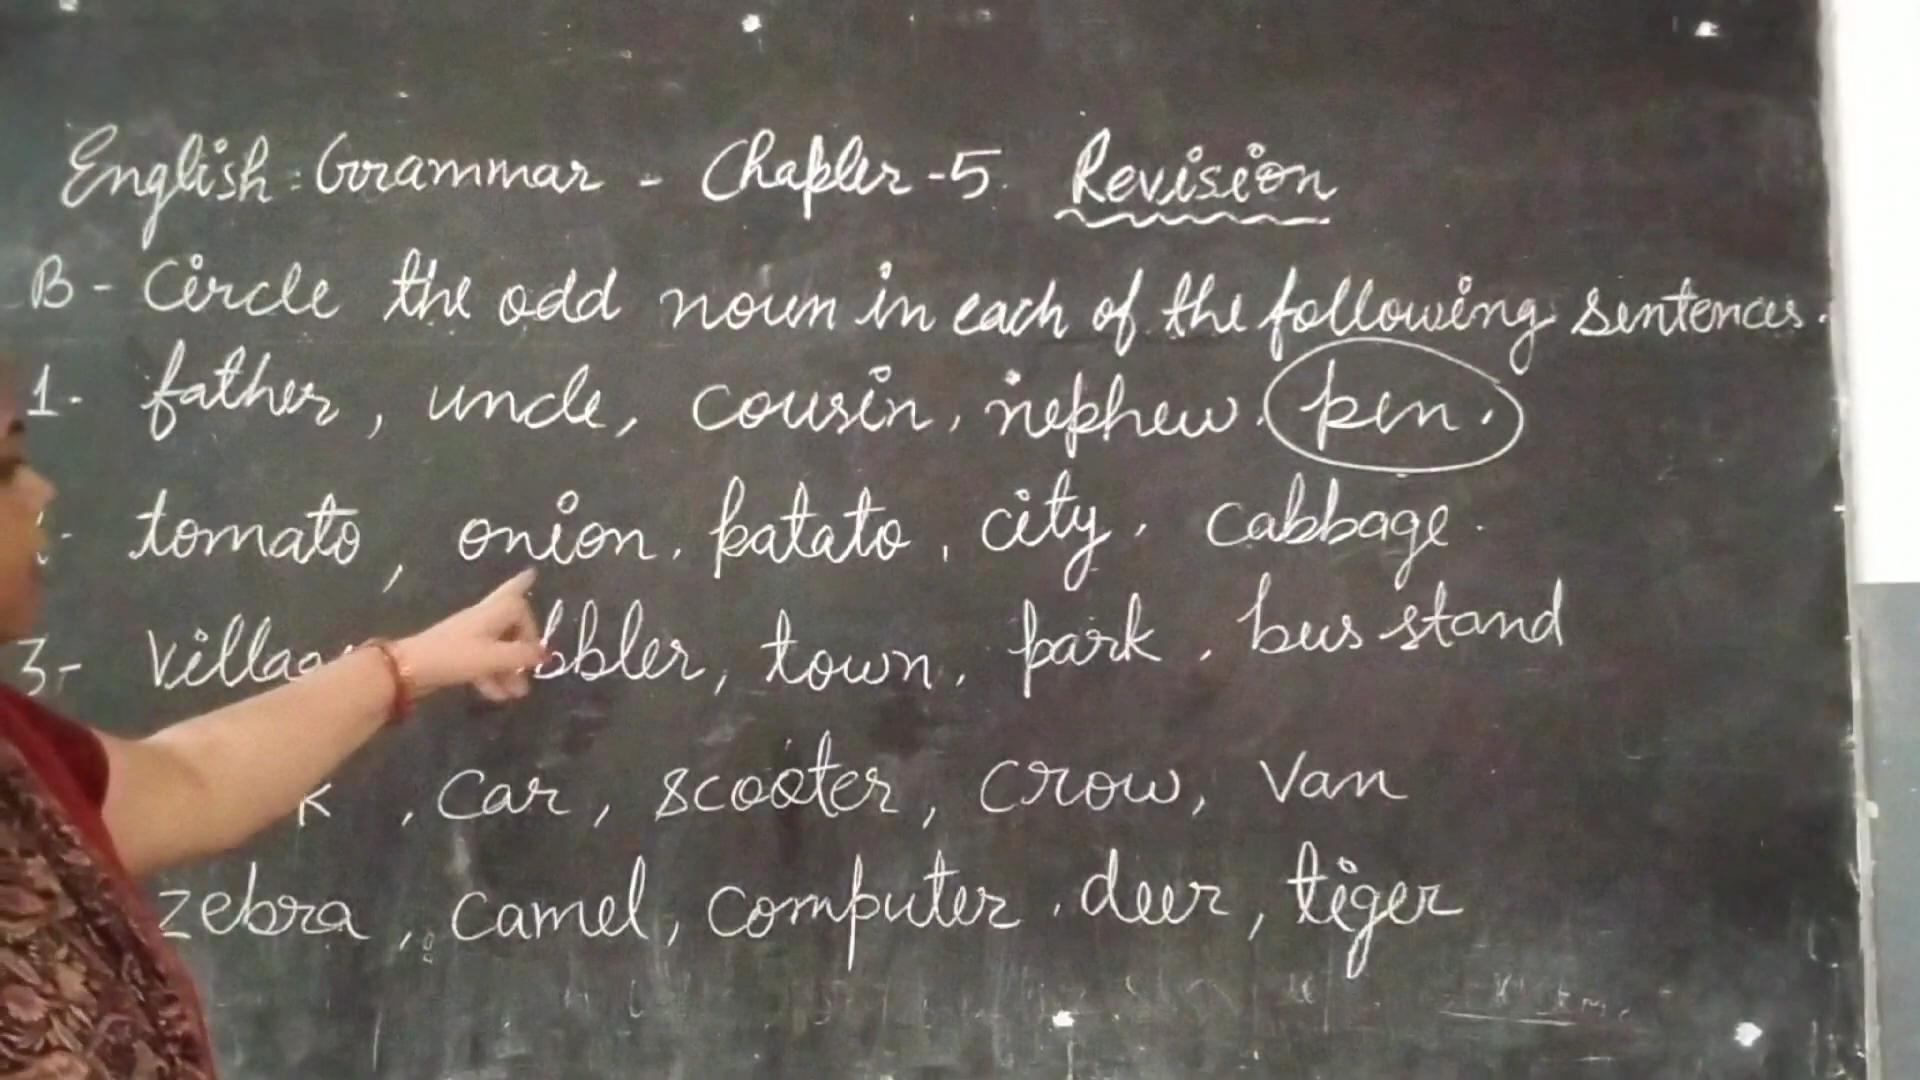 English Grammar - Chapter-5 Revision
B- Circle the odd noun in each of the following sentences.
1- father, uncle, cousin, nephew, pen.
tomato, onion, patato, city, cabbage.
3- town, park, bus stand
, car, scooter, crow, van
zebra, camel, computer, deer, tiger